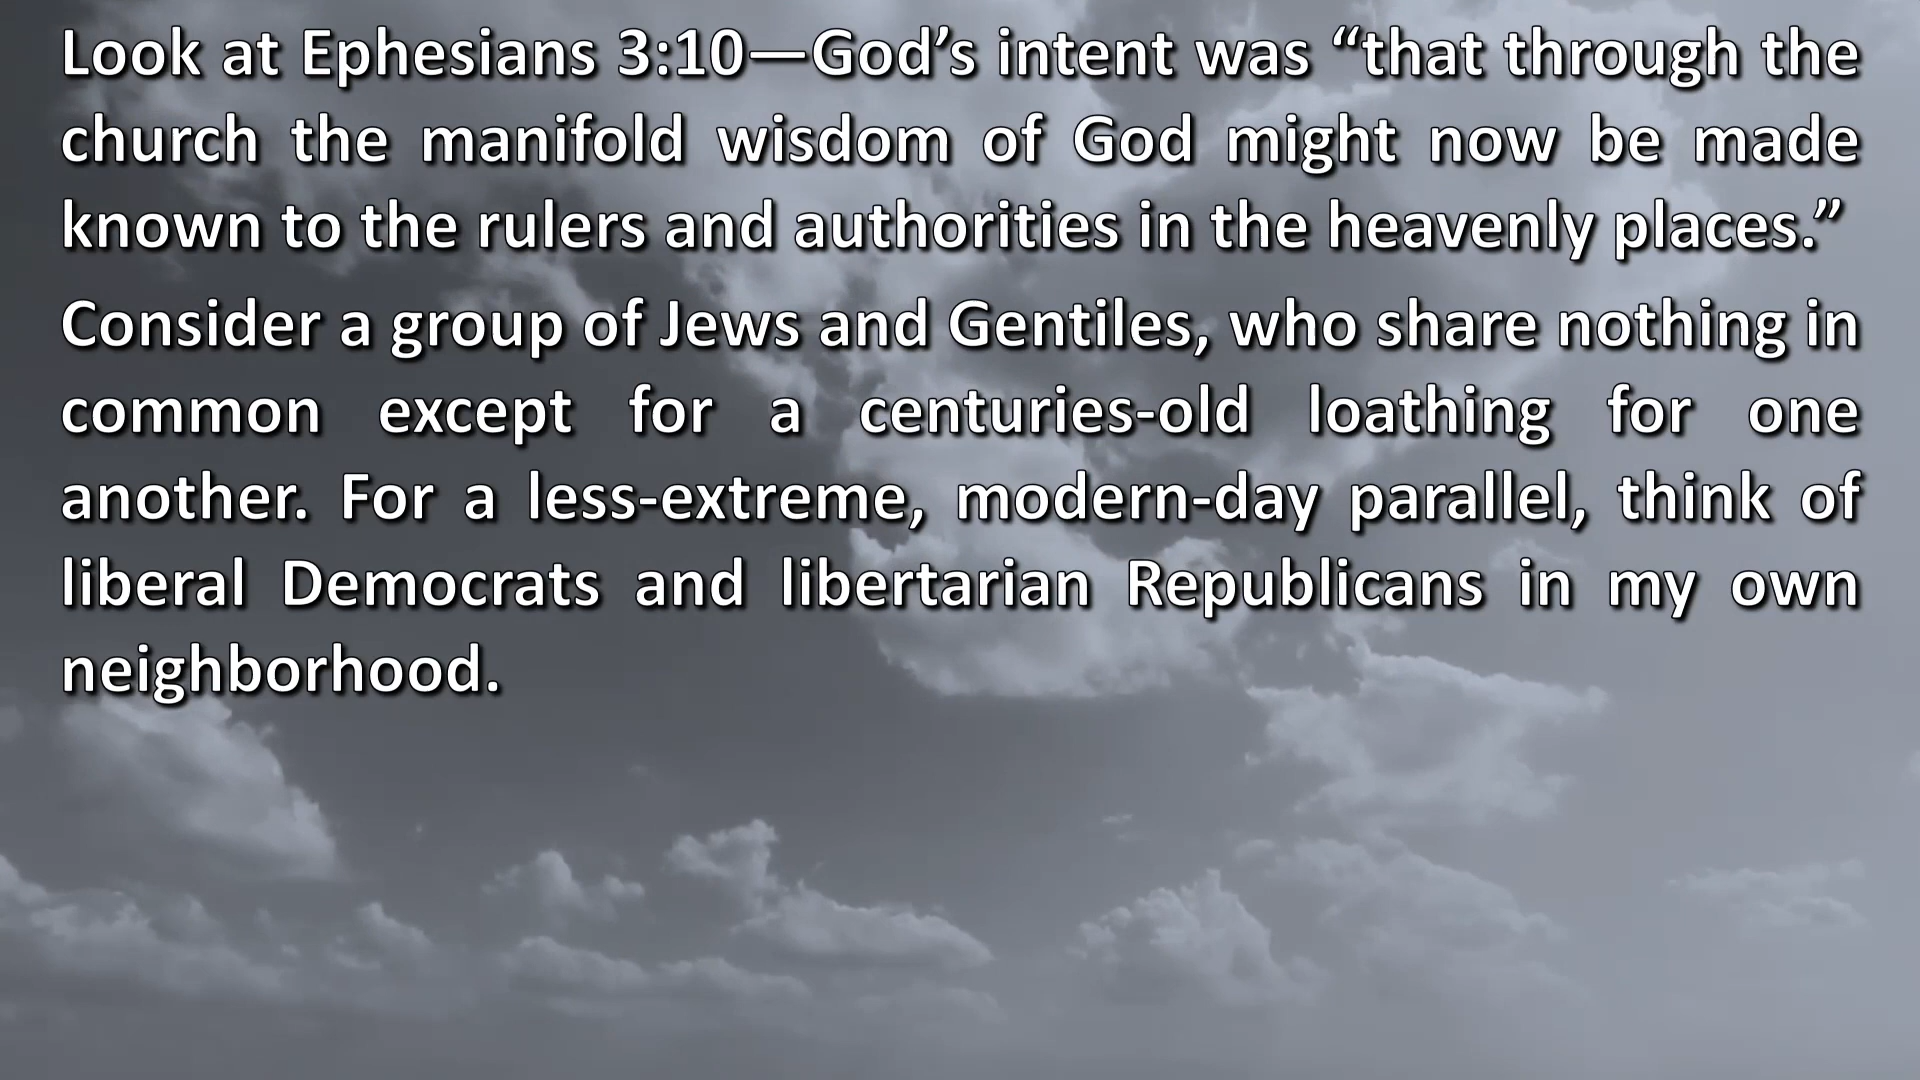 Look at Ephesians 3:10—God’s intent was “that through the
church the manifold wisdom of God might now be made
known to the rulers and authorities in the heavenly places.”
Consider a group of Jews and Gentiles, who share nothing in
common except for a centuries-old loathing for one
another. For a less-extreme, modern-day parallel, think of
liberal Democrats and libertarian Republicans in my own
neighborhood.